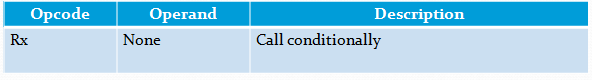 Opcode Operand Description
Rx None Call conditionally